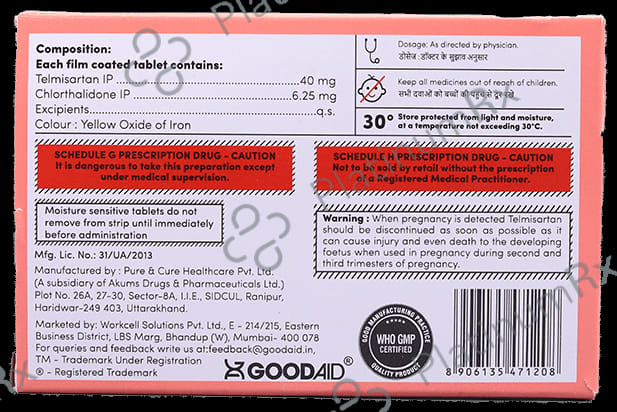 Composition:
Each film coated tablet contains:
Telmisartan IP ........................................40 mg
Chlorthalidone IP ..................................6.25 mg
Excipients................................................q.s.
Colour : Yellow Oxide of Iron
Dosage: As directed by physician.
डोसेज : डॉक्टर के सुझाव अनुसार
Keep all medicines out of reach of children.
सभी दवाओं को बच्चों की पहुंच से दूर रखें
30°
Store protected from light and moisture,
at a temperature not exceeding 30°C.
SCHEDULE G PRESCRIPTION DRUG - CAUTION
It is dangerous to take this preparation except
under medical supervision.
SCHEDULE H PRESCRIPTION DRUG - CAUTION
Not to be sold by retail without the prescription
of a Registered Medical Practitioner.
Moisture sensitive tablets do not
remove from strip until immediately
before administration
Warning : When pregnancy is detected Telmisartan
should be discontinued as soon as possible as it
can cause injury and even death to the developing
foetus when used in pregnancy during second and
third trimesters of pregnancy.
Mfg. Lic. No.: 31/UA/2013
Manufactured by : Pure & Cure Healthcare Pvt. Ltd.
(A subsidiary of Akums Drugs & Pharmaceuticals Ltd.)
Plot No. 26A, 27-30, Sector-8A, I.I.E., SIDCUL, Ranipur,
Haridwar-249 403, Uttarakhand.
Marketed by: Workcell Solutions Pvt. Ltd., E - 214/215, Eastern
Business District, LBS Marg, Bhandup (W), Mumbai- 400 078
For queries and feedback write us at:feedback@goodaid.in,
TM - Trademark Under Registration
® - Registered Trademark
GOODAID®
GOOD MANUFACTURING PRACTICE
WHO GMP
CERTIFIED
QUALITY PRODUCT
8906135471208
PlatinumRx